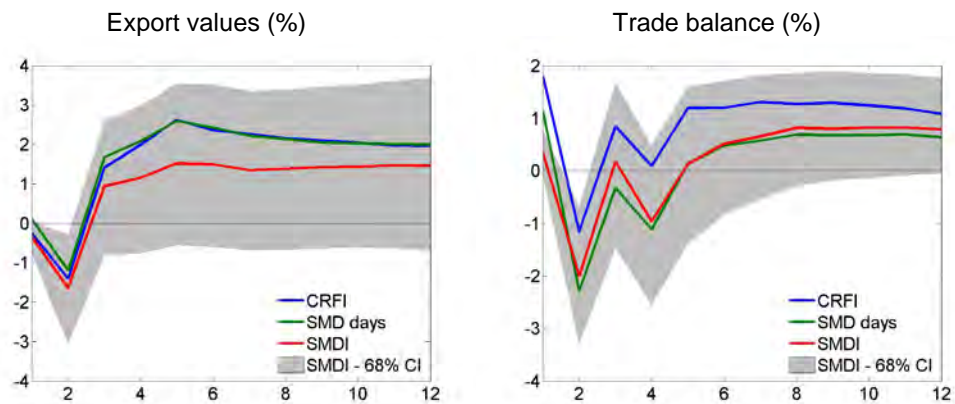 Export values (%)
4
3
2
1
0
-1
-2
-3
-4
2
4
6
8
10
12
CRFI
SMD days
SMDI
SMDI - 68% CI
Trade balance (%)
2
1
0
-1
-2
-3
-4
2
4
6
8
10
12
CRFI
SMD days
SMDI
SMDI - 68% CI